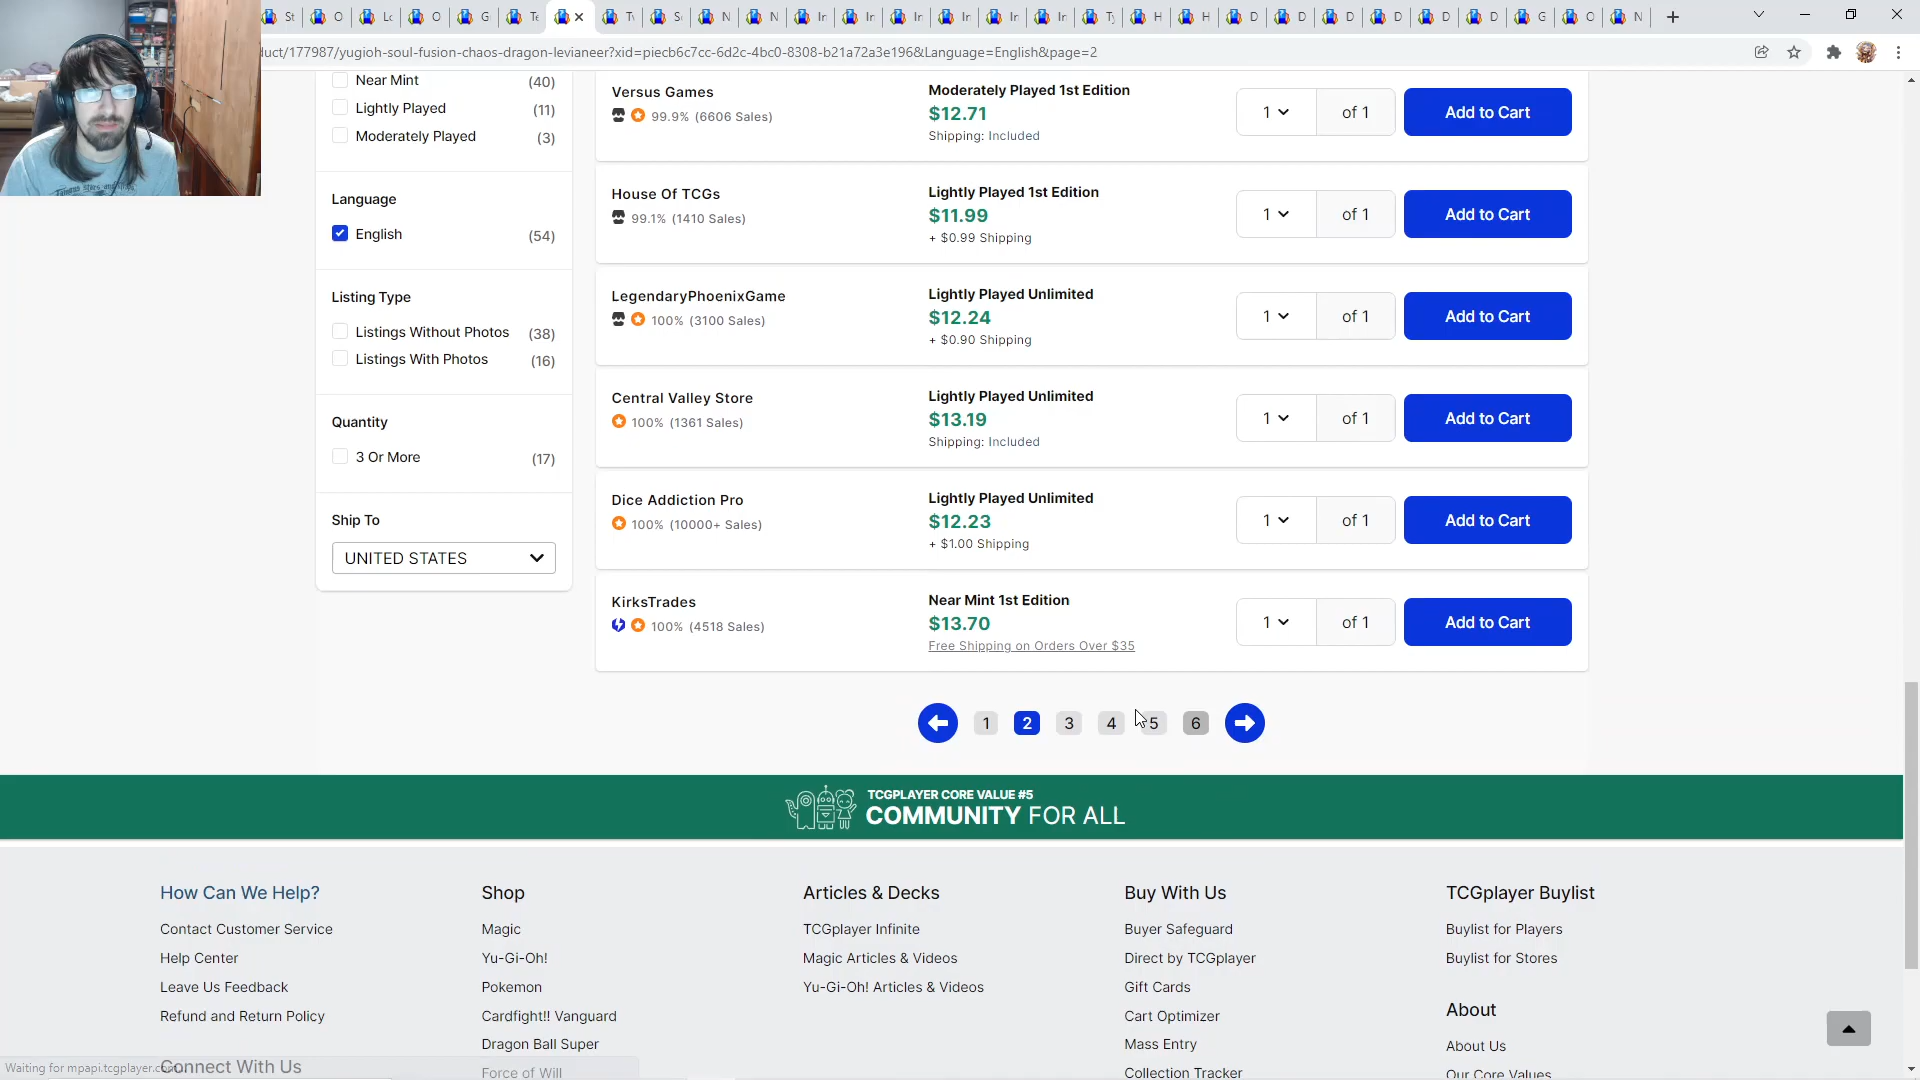 duct/177987/yugioh-soul-fusion-chaos-dragon-levianeer?xid=piecb6c7cc-6d2c-4bc0-8308-b21a72a3e196&Language=English&page=2
Near Mint (40)
Lightly Played (11)
Moderately Played (3)
Language
English (54)
Listing Type
Listings Without Photos (38)
Listings With Photos (16)
Quantity
3 Or More (17)
Ship To
UNITED STATES
Versus Games
99.9% (6606 Sales)
Moderately Played 1st Edition
$12.71
Shipping: Included
1 of 1 Add to Cart
House Of TCGs
99.1% (1410 Sales)
Lightly Played 1st Edition
$11.99
+ $0.99 Shipping
1 of 1 Add to Cart
LegendaryPhoenixGame
100% (3100 Sales)
Lightly Played Unlimited
$12.24
+ $0.90 Shipping
1 of 1 Add to Cart
Central Valley Store
100% (1361 Sales)
Lightly Played Unlimited
$13.19
Shipping: Included
1 of 1 Add to Cart
Dice Addiction Pro
100% (10000+ Sales)
Lightly Played Unlimited
$12.23
+ $1.00 Shipping
1 of 1 Add to Cart
KirksTrades
100% (4518 Sales)
Near Mint 1st Edition
$13.70
Free Shipping on Orders Over $35
1 of 1 Add to Cart
1 2 3 4 5 6
TCGPLAYER CORE VALUE #5
COMMUNITY FOR ALL
How Can We Help?
Contact Customer Service
Help Center
Leave Us Feedback
Refund and Return Policy
Connect With Us
Shop
Magic
Yu-Gi-Oh!
Pokemon
Cardfight!! Vanguard
Dragon Ball Super
Force of Will
Articles & Decks
TCGplayer Infinite
Magic Articles & Videos
Yu-Gi-Oh! Articles & Videos
Buy With Us
Buyer Safeguard
Direct by TCGplayer
Gift Cards
Cart Optimizer
Mass Entry
Collection Tracker
TCGplayer Buylist
Buylist for Players
Buylist for Stores
About
About Us
Our Core Values
Waiting for mpapi.tcgplayer.com...